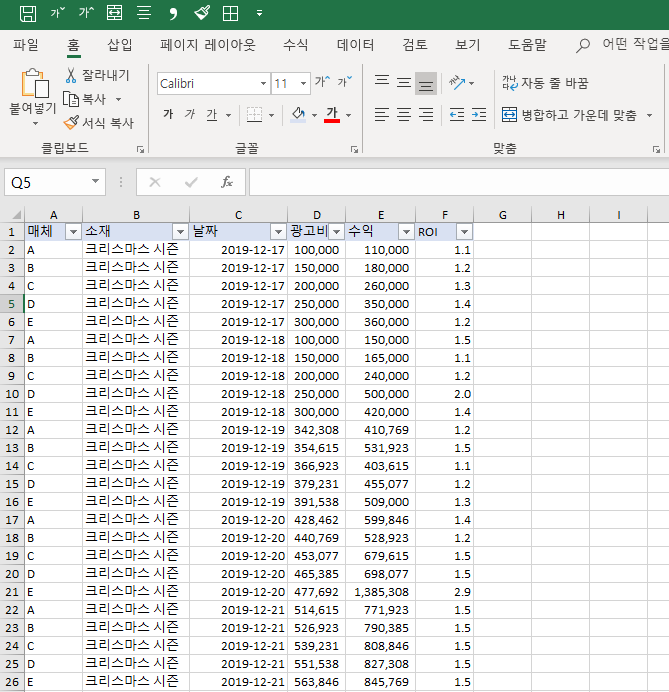 가 가
파일 홈 삽입 페이지 레이아웃 수식 데이터 검토 보기 도움말 어떤 작업을
붙여넣기 잘라내기 복사 서식 복사
Calibri 11 가 가
가 가 가 가
가나다 자동 줄 바꿈
병합하고 가운데 맞춤
클립보드 글꼴 맞춤
Q5 fx
A B C D E F G H I
1 매체 소재 날짜 광고비 수익 ROI
2 A 크리스마스 시즌 2019-12-17 100,000 110,000 1.1
3 B 크리스마스 시즌 2019-12-17 150,000 180,000 1.2
4 C 크리스마스 시즌 2019-12-17 200,000 260,000 1.3
5 D 크리스마스 시즌 2019-12-17 250,000 350,000 1.4
6 E 크리스마스 시즌 2019-12-17 300,000 360,000 1.2
7 A 크리스마스 시즌 2019-12-18 100,000 150,000 1.5
8 B 크리스마스 시즌 2019-12-18 150,000 165,000 1.1
9 C 크리스마스 시즌 2019-12-18 200,000 240,000 1.2
10 D 크리스마스 시즌 2019-12-18 250,000 500,000 2.0
11 E 크리스마스 시즌 2019-12-18 300,000 420,000 1.4
12 A 크리스마스 시즌 2019-12-19 342,308 410,769 1.2
13 B 크리스마스 시즌 2019-12-19 354,615 531,923 1.5
14 C 크리스마스 시즌 2019-12-19 366,923 403,615 1.1
15 D 크리스마스 시즌 2019-12-19 379,231 455,077 1.2
16 E 크리스마스 시즌 2019-12-19 391,538 509,000 1.3
17 A 크리스마스 시즌 2019-12-20 428,462 599,846 1.4
18 B 크리스마스 시즌 2019-12-20 440,769 528,923 1.2
19 C 크리스마스 시즌 2019-12-20 453,077 679,615 1.5
20 D 크리스마스 시즌 2019-12-20 465,385 698,077 1.5
21 E 크리스마스 시즌 2019-12-20 477,692 1,385,308 2.9
22 A 크리스마스 시즌 2019-12-21 514,615 771,923 1.5
23 B 크리스마스 시즌 2019-12-21 526,923 790,385 1.5
24 C 크리스마스 시즌 2019-12-21 539,231 808,846 1.5
25 D 크리스마스 시즌 2019-12-21 551,538 827,308 1.5
26 E 크리스마스 시즌 2019-12-21 563,846 845,769 1.5